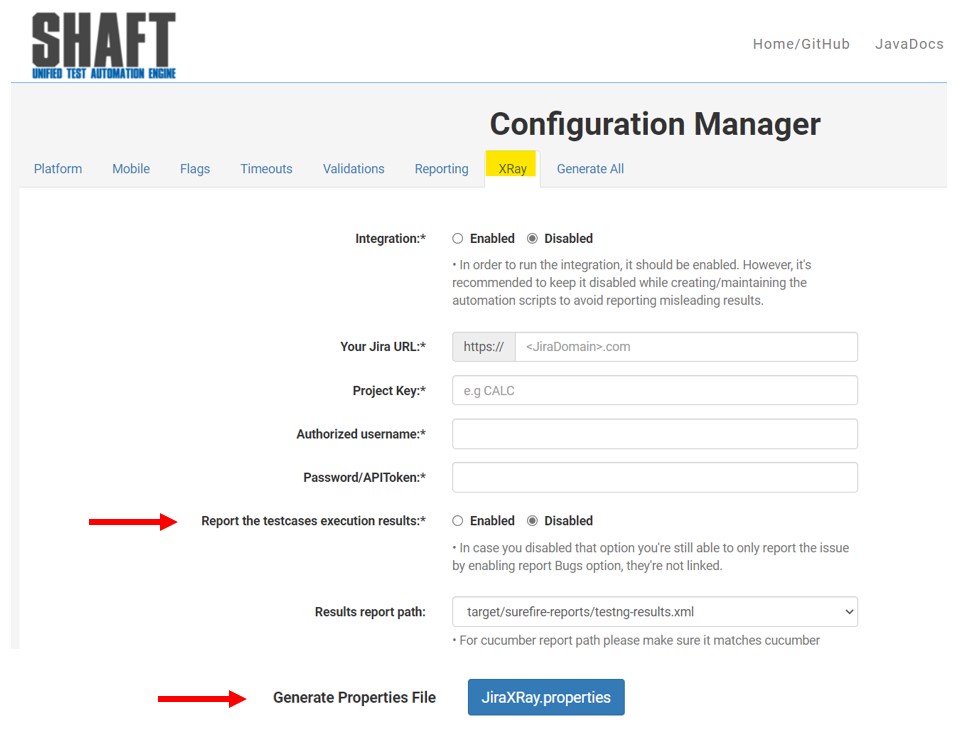 SHAFT
UNIFIED TEST AUTOMATION ENGINE
Home/GitHub JavaDocs
Configuration Manager
Platform Mobile Flags Timeouts Validations Reporting XRay Generate All
Integration:* Enabled Disabled
• In order to run the integration, it should be enabled. However, it's
recommended to keep it disabled while creating/maintaining the
automation scripts to avoid reporting misleading results.
Your Jira URL:* https:// <JiraDomain>.com
Project Key:* e.g CALC
Authorized username:*
Password/APIToken:*
Report the testcases execution results:* Enabled Disabled
• In case you disabled that option you're still able to only report the issue
by enabling report Bugs option, they're not linked.
Results report path: target/surefire-reports/testng-results.xml
• For cucumber report path please make sure it matches cucumber
Generate Properties File JiraXRay.properties